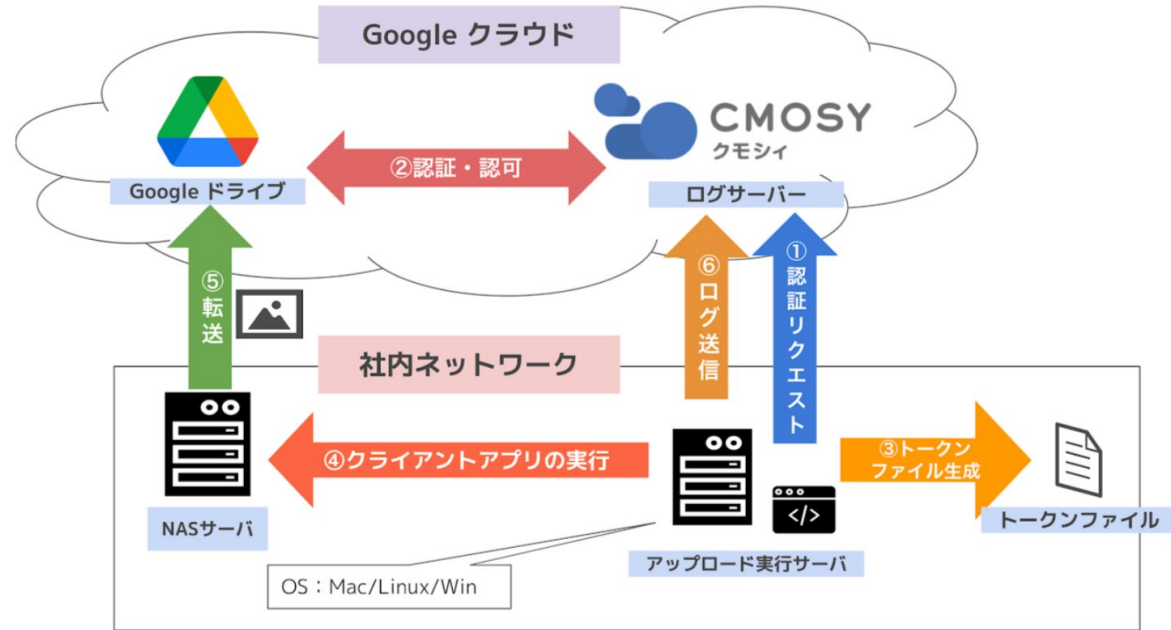 Google クラウド
CMOSY
クモシィ
②認証・認可
Google ドライブ
ログサーバー
⑤転送
⑥ログ送信
①認証リクエスト
社内ネットワーク
④クライアントアプリの実行
③トークン
ファイル生成
NASサーバ
</>
トークンファイル
アップロード実行サーバ
OS：Mac/Linux/Win